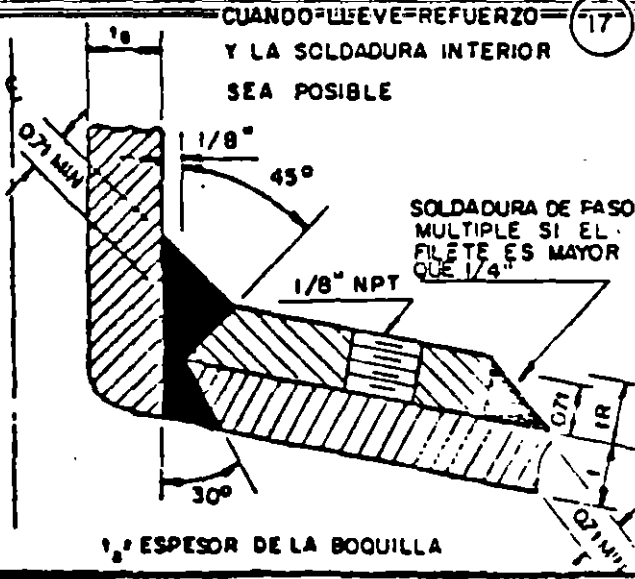 CUANDO LLEVE REFUERZO
17
Y LA SOLDADURA INTERIOR
SEA POSIBLE
1/8"
45°
SOLDADURA DE PASO
MULTIPLE SI EL
FILETE ES MAYOR
QUE 1/4"
1/8" NPT
tR
t
30°
ESPESOR DE LA BOQUILLA